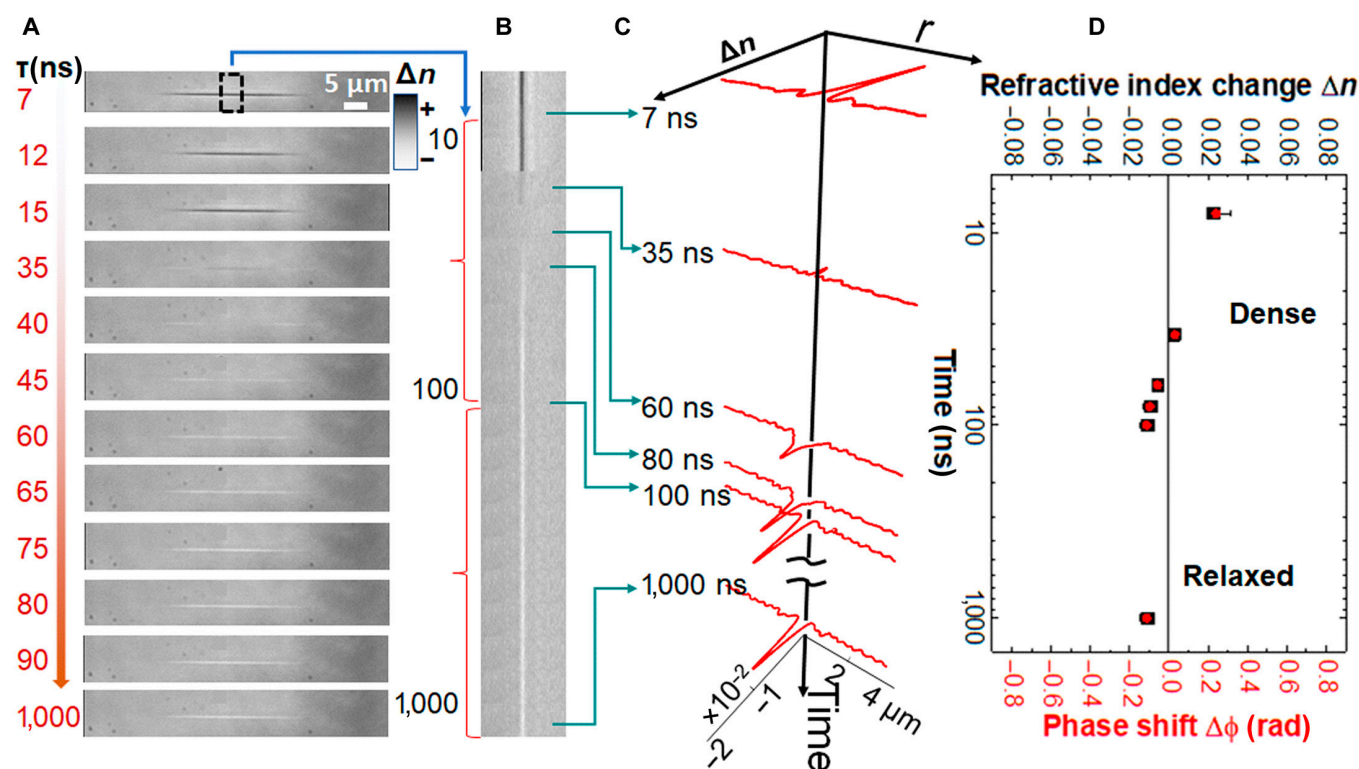 A
B
C
D
τ(ns)
7
12
15
35
40
45
60
65
75
80
90
1,000
5 μm
Δn
+
−
10
100
1,000
Δn
r
7 ns
35 ns
60 ns
80 ns
100 ns
1,000 ns
×10⁻²
−1
−2
2
4 μm
Time
Refractive index change Δn
−0.08
−0.06
−0.04
−0.02
0.00
0.02
0.04
0.06
0.08
Time (ns)
10
100
1,000
Dense
Relaxed
−0.8
−0.6
−0.4
−0.2
0.0
0.2
0.4
0.6
0.8
Phase shift Δϕ (rad)